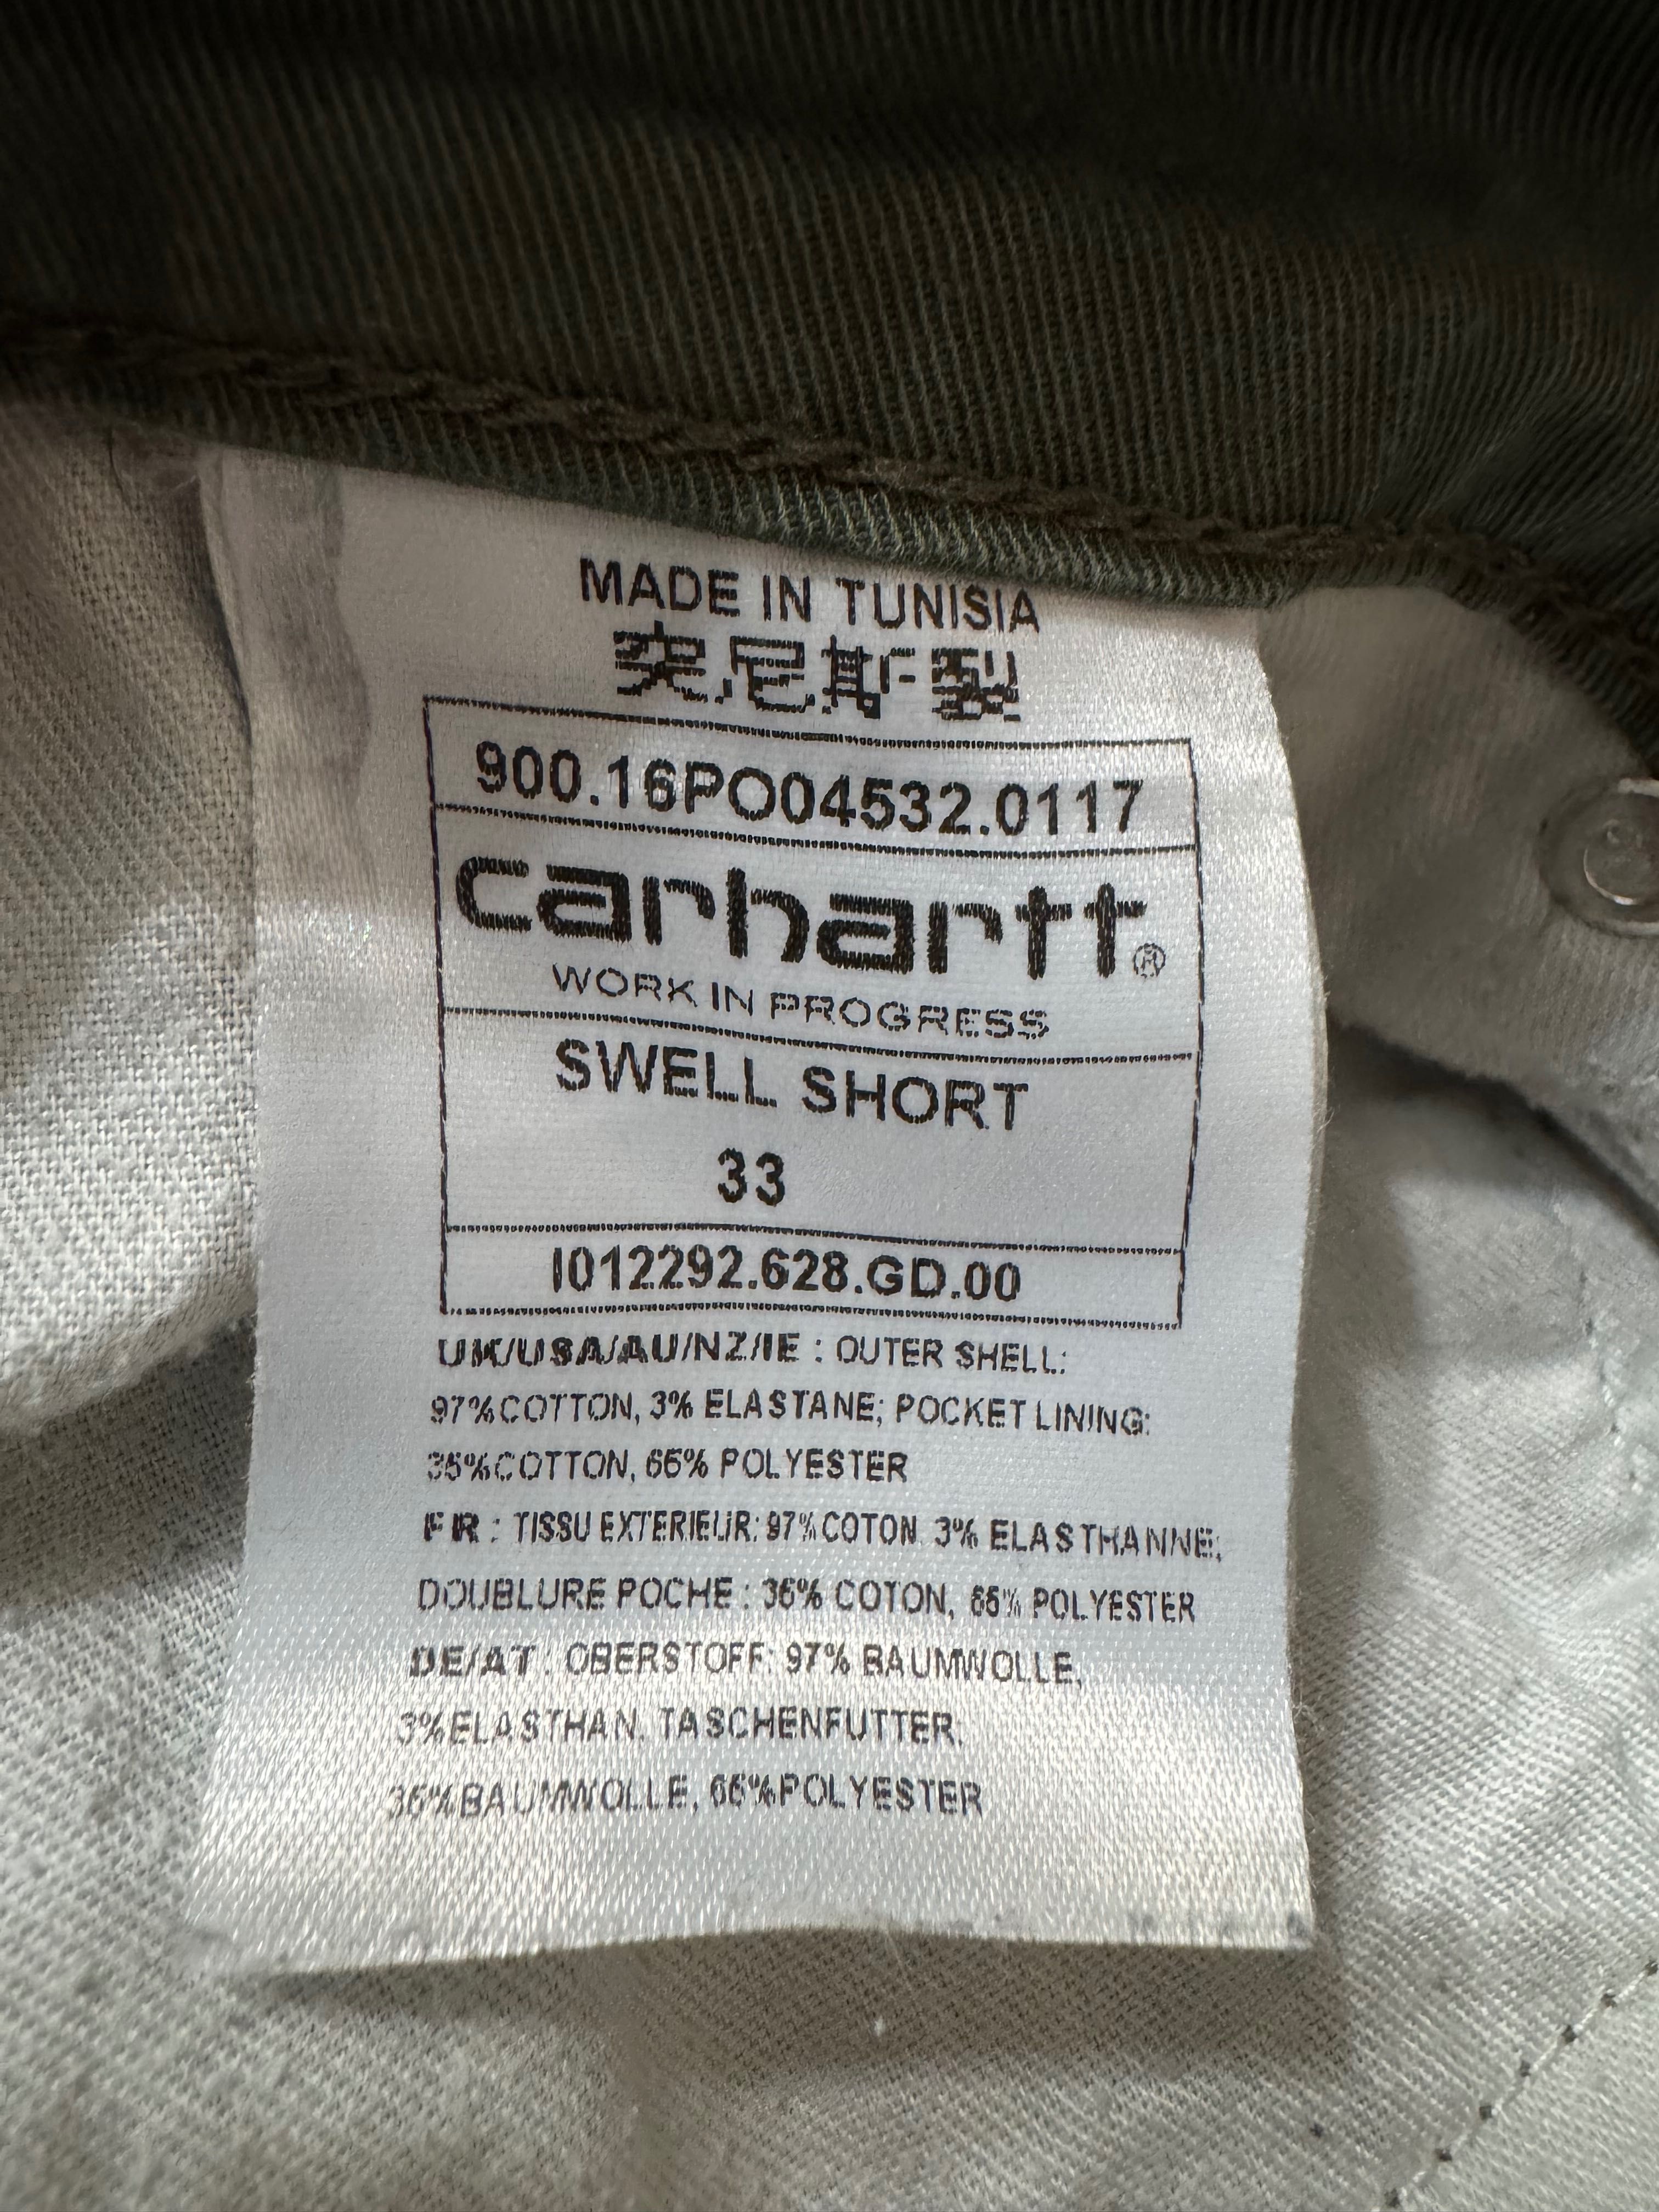 MADE IN TUNISIA
突尼斯製
900.16PO04532.0117
carhartt®
WORK IN PROGRESS
SWELL SHORT
33
I012292.628.GD.00
UK/USA/AU/NZ/IE : OUTER SHELL:
97%COTTON, 3% ELASTANE; POCKET LINING:
35%COTTON, 65% POLYESTER
FR : TISSU EXTERIEUR: 97%COTON, 3% ELASTHANNE;
DOUBLURE POCHE : 35% COTON, 65% POLYESTER
DE/AT : OBERSTOFF: 97% BAUMWOLLE,
3%ELASTHAN, TASCHENFUTTER:
35%BAUMWOLLE, 65%POLYESTER